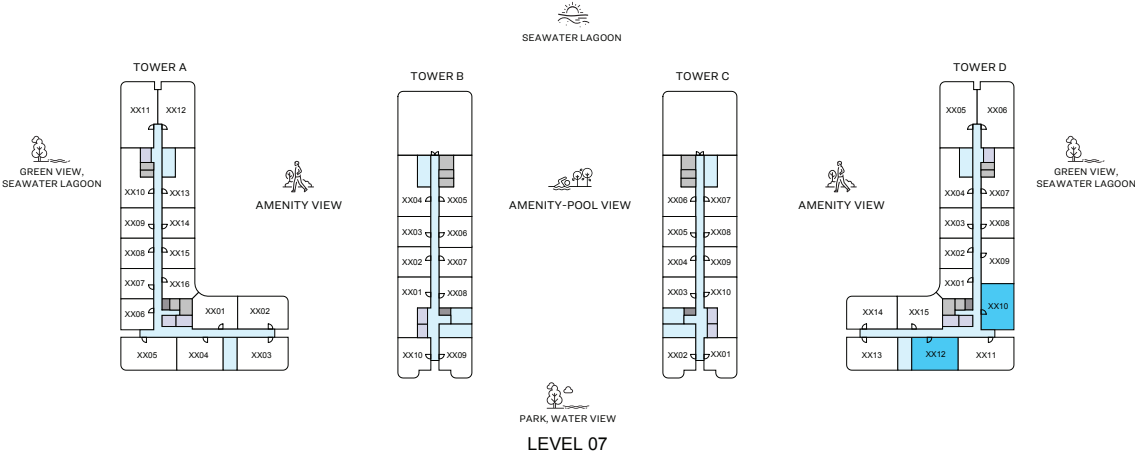 SEAWATER LAGOON
TOWER A
TOWER B
TOWER C
TOWER D
XX11
XX12
XX05
XX06
GREEN VIEW,
SEAWATER LAGOON
GREEN VIEW,
SEAWATER LAGOON
XX10
XX13
XX04
XX05
XX06
XX07
XX04
XX07
AMENITY VIEW
AMENITY-POOL VIEW
AMENITY VIEW
XX09
XX14
XX03
XX06
XX05
XX08
XX03
XX08
XX08
XX15
XX02
XX07
XX04
XX09
XX02
XX09
XX07
XX16
XX01
XX08
XX03
XX10
XX01
XX10
XX06
XX01
XX02
XX14
XX15
XX05
XX04
XX03
XX10
XX09
XX02
XX01
XX13
XX12
XX11
PARK, WATER VIEW
LEVEL 07